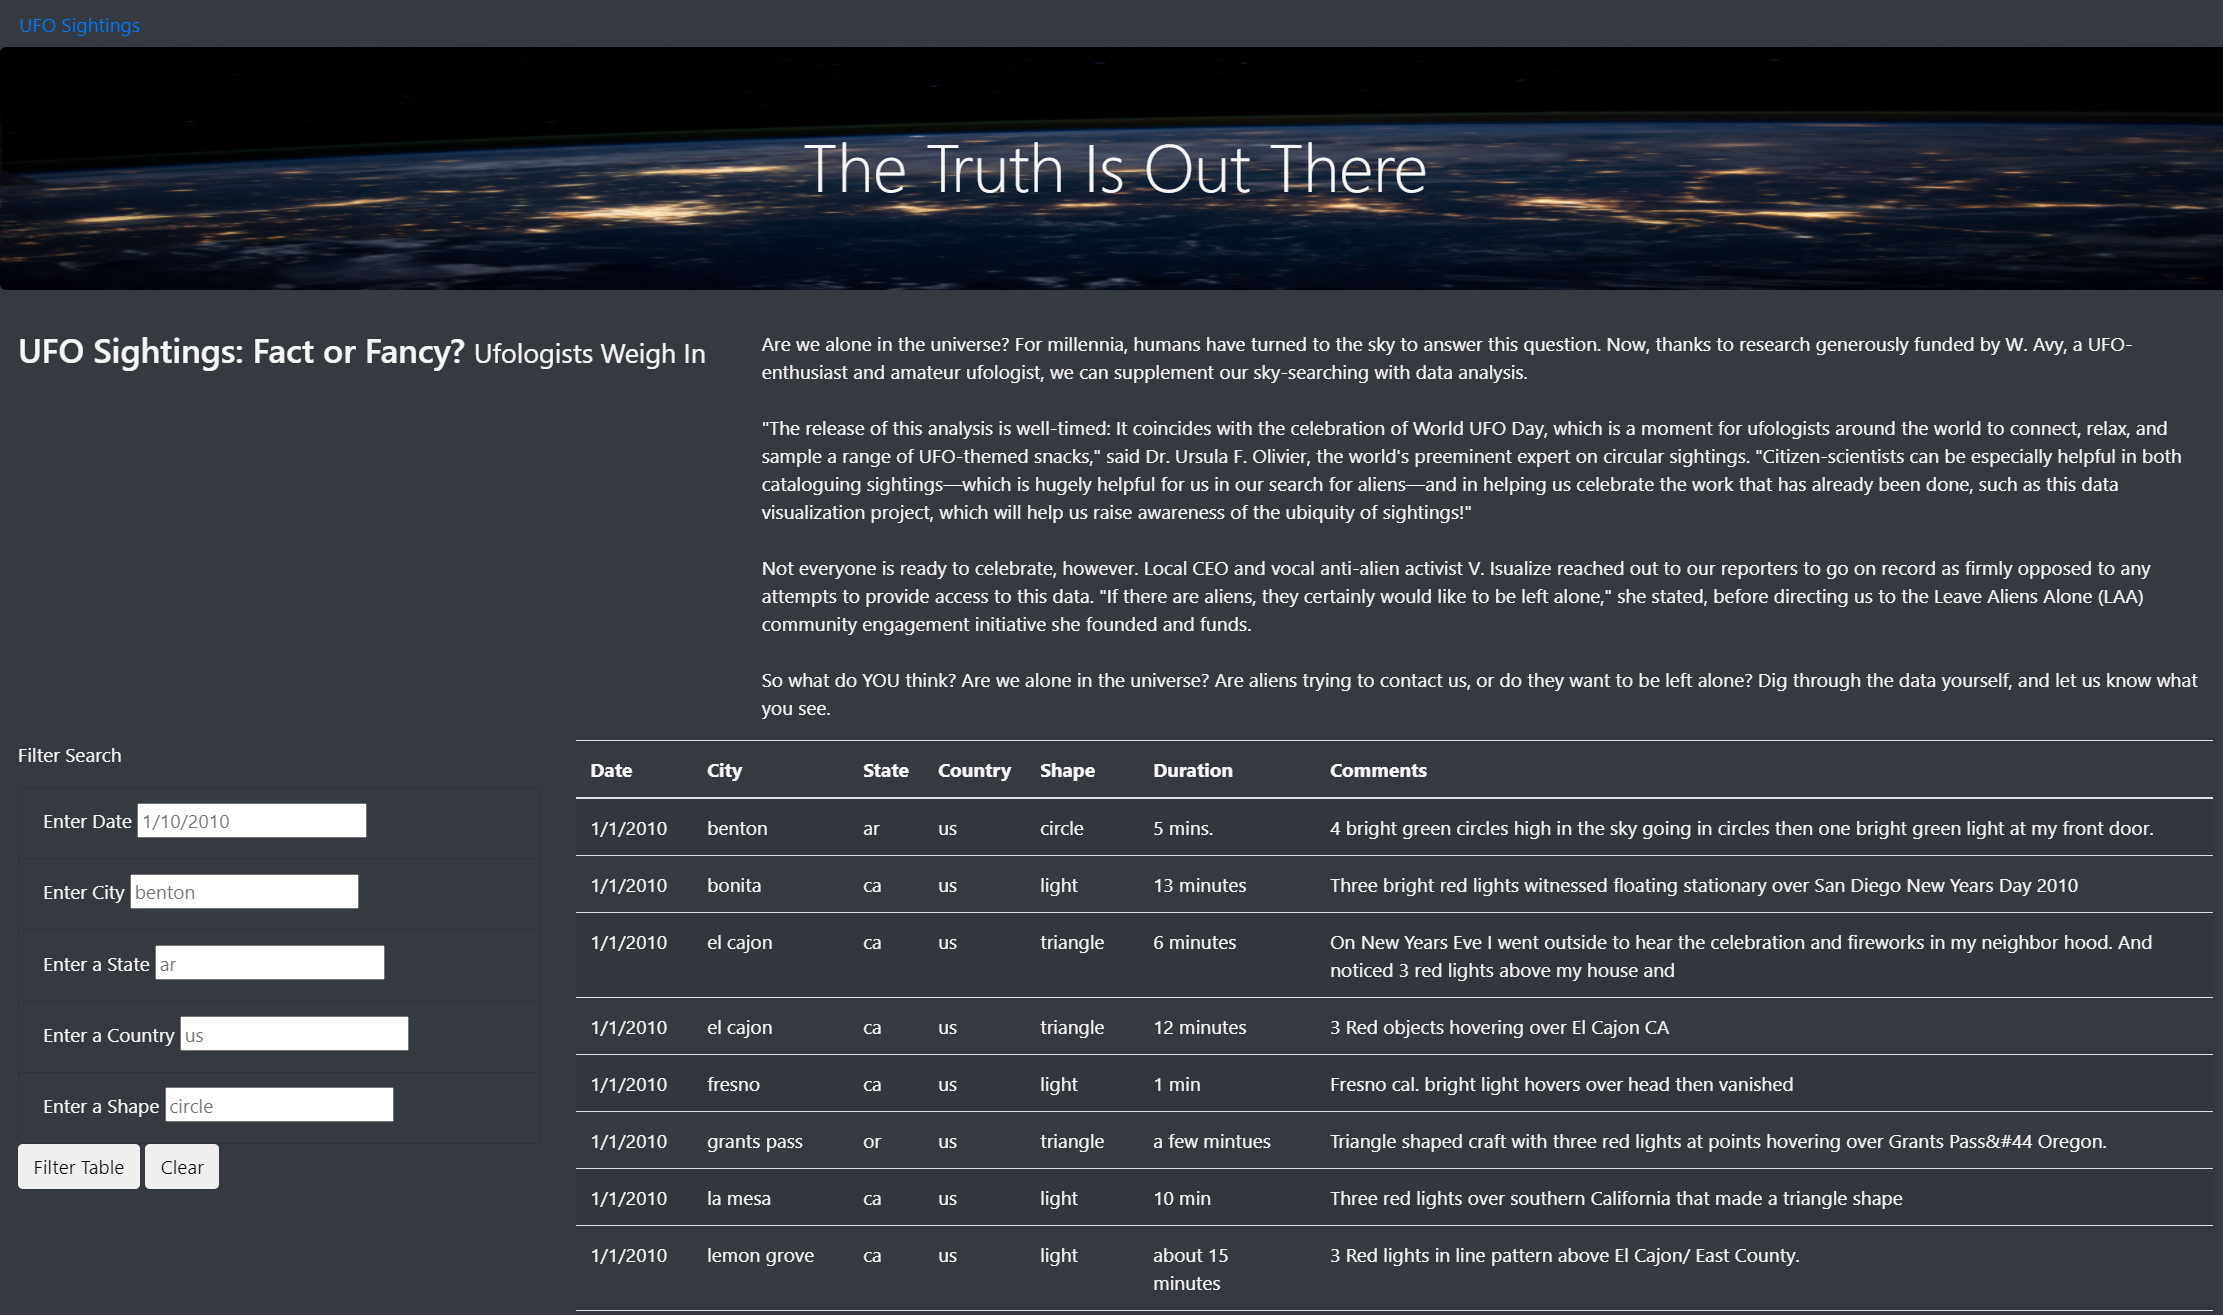 UFO Sightings
The Truth Is Out There
UFO Sightings: Fact or Fancy? Ufologists Weigh In
Are we alone in the universe? For millennia, humans have turned to the sky to answer this question. Now, thanks to research generously funded by W. Avy, a UFO-
enthusiast and amateur ufologist, we can supplement our sky-searching with data analysis.
"The release of this analysis is well-timed: It coincides with the celebration of World UFO Day, which is a moment for ufologists around the world to connect, relax, and
sample a range of UFO-themed snacks," said Dr. Ursula F. Olivier, the world's preeminent expert on circular sightings. "Citizen-scientists can be especially helpful in both
cataloguing sightings—which is hugely helpful for us in our search for aliens—and in helping us celebrate the work that has already been done, such as this data
visualization project, which will help us raise awareness of the ubiquity of sightings!"
Not everyone is ready to celebrate, however. Local CEO and vocal anti-alien activist V. Isualize reached out to our reporters to go on record as firmly opposed to any
attempts to provide access to this data. "If there are aliens, they certainly would like to be left alone," she stated, before directing us to the Leave Aliens Alone (LAA)
community engagement initiative she founded and funds.
So what do YOU think? Are we alone in the universe? Are aliens trying to contact us, or do they want to be left alone? Dig through the data yourself, and let us know what
you see.
Filter Search
Enter Date 1/10/2010
Enter City benton
Enter a State ar
Enter a Country us
Enter a Shape circle
Filter Table Clear
Date City State Country Shape Duration Comments
1/1/2010 benton ar us circle 5 mins. 4 bright green circles high in the sky going in circles then one bright green light at my front door.
1/1/2010 bonita ca us light 13 minutes Three bright red lights witnessed floating stationary over San Diego New Years Day 2010
1/1/2010 el cajon ca us triangle 6 minutes On New Years Eve I went outside to hear the celebration and fireworks in my neighbor hood. And
noticed 3 red lights above my house and
1/1/2010 el cajon ca us triangle 12 minutes 3 Red objects hovering over El Cajon CA
1/1/2010 fresno ca us light 1 min Fresno cal. bright light hovers over head then vanished
1/1/2010 grants pass or us triangle a few mintues Triangle shaped craft with three red lights at points hovering over Grants Pass&#44 Oregon.
1/1/2010 la mesa ca us light 10 min Three red lights over southern California that made a triangle shape
1/1/2010 lemon grove ca us light about 15 3 Red lights in line pattern above El Cajon/ East County.
minutes